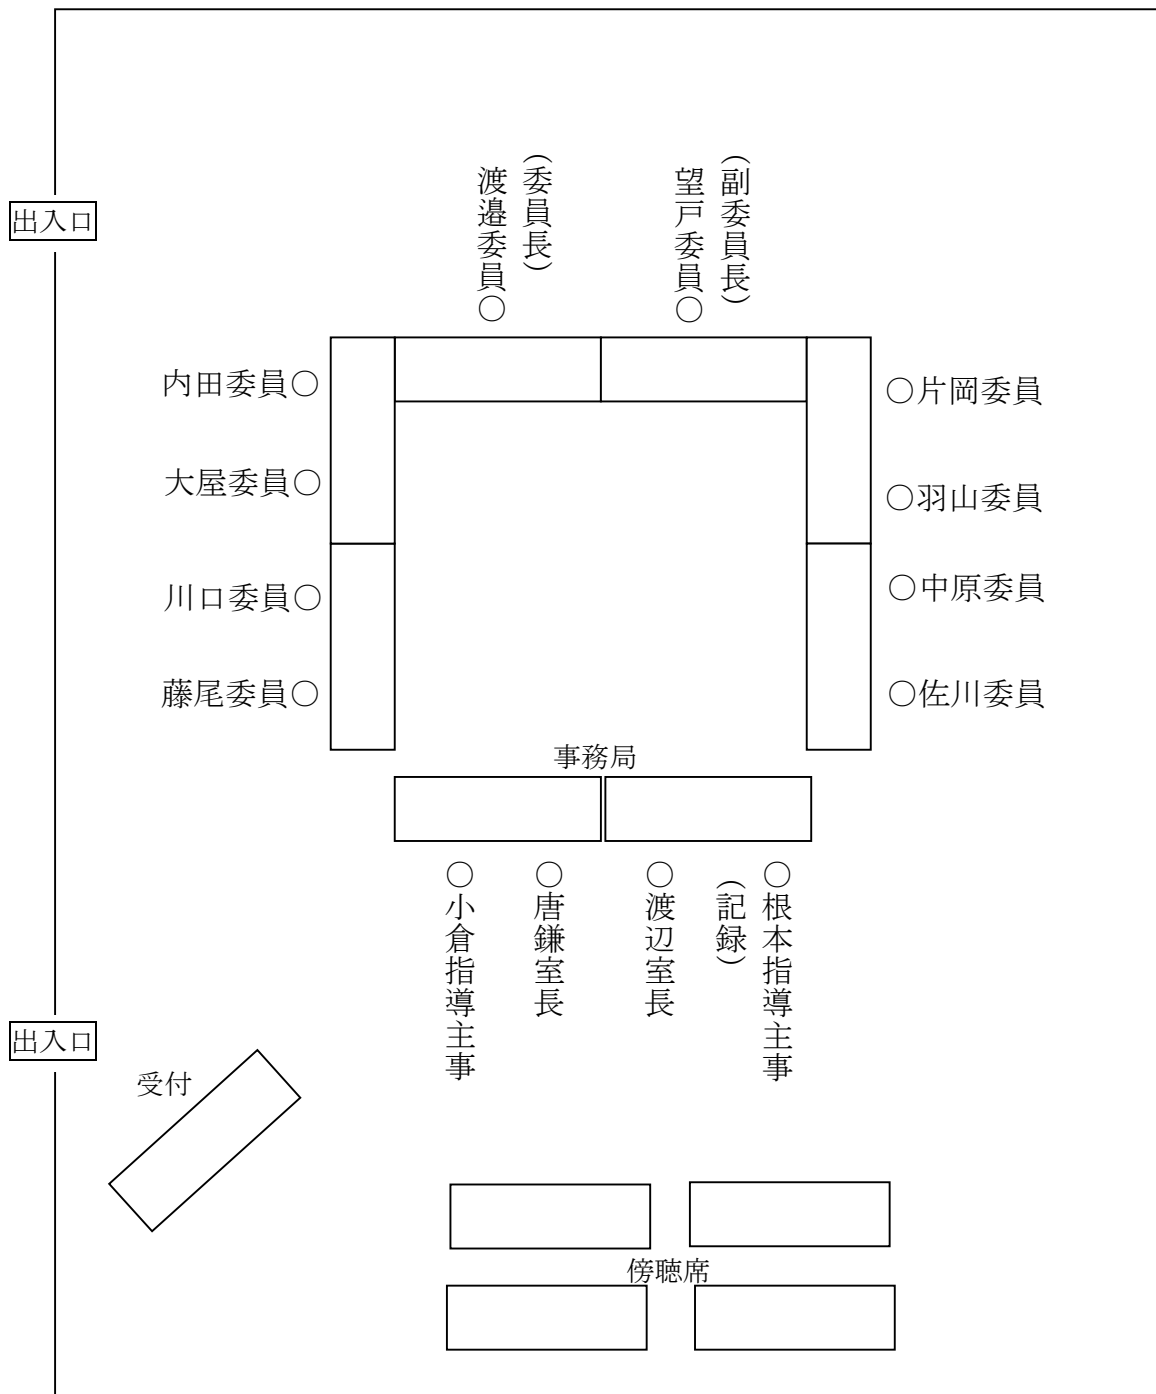 （副委員長）
望戸委員○
（委員長）
渡邉委員○
出入口
内田委員○
○片岡委員
大屋委員○
○羽山委員
川口委員○
○中原委員
藤尾委員○
○佐川委員
事務局
○根本指導主事
（記録）
○渡辺室長
○唐鎌室長
○小倉指導主事
出入口
受付
傍聴席